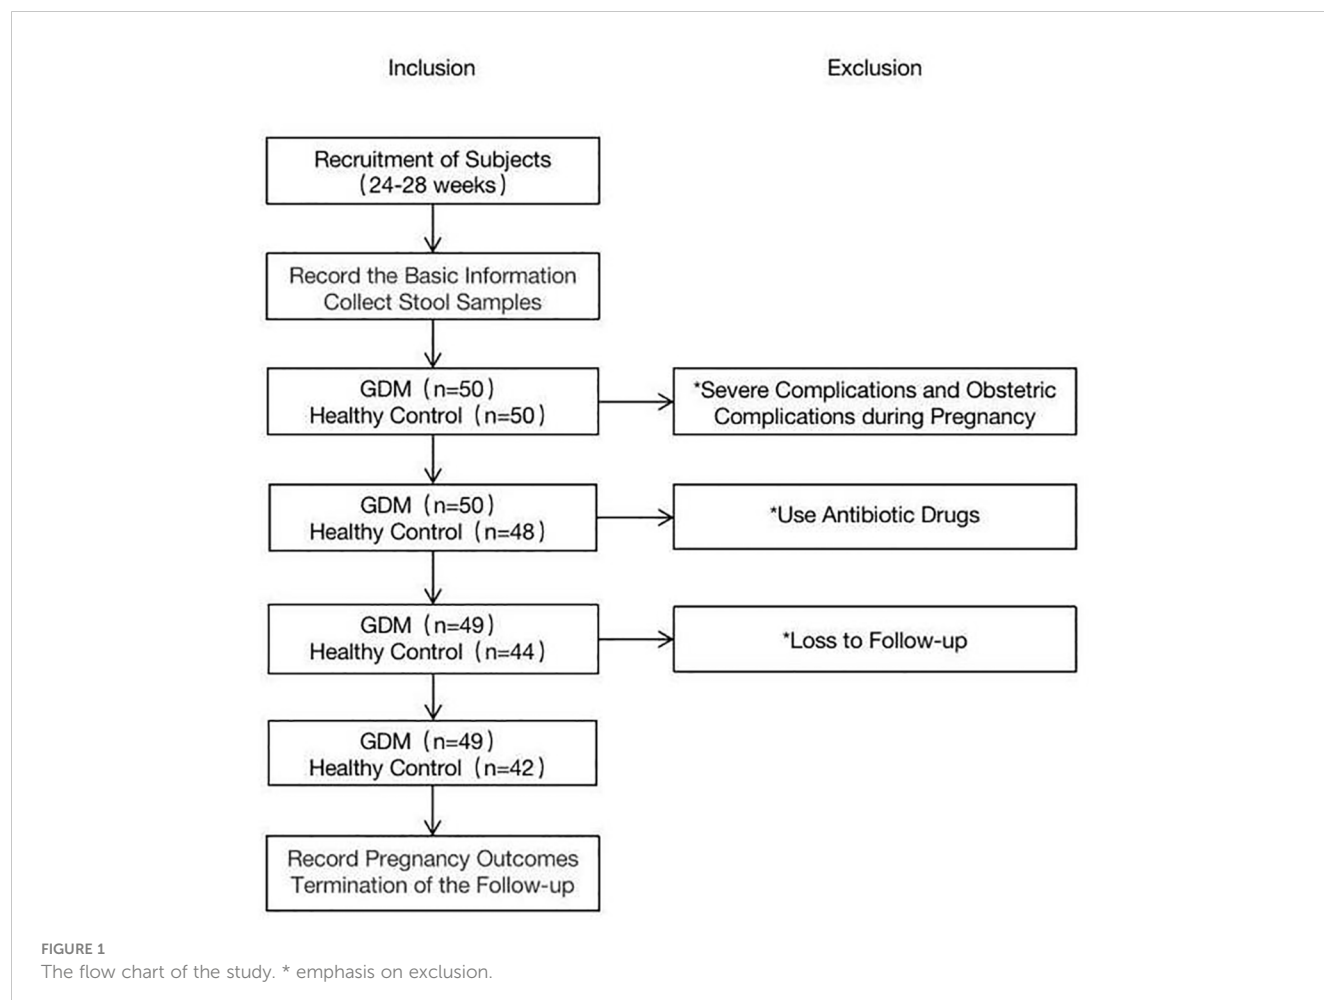 Inclusion
Exclusion
Recruitment of Subjects
(24-28 weeks)
Record the Basic Information
Collect Stool Samples
GDM (n=50)
Healthy Control (n=50)
*Severe Complications and Obstetric
Complications during Pregnancy
GDM (n=50)
Healthy Control (n=48)
*Use Antibiotic Drugs
GDM (n=49)
Healthy Control (n=44)
*Loss to Follow-up
GDM (n=49)
Healthy Control (n=42)
Record Pregnancy Outcomes
Termination of the Follow-up
FIGURE 1
The flow chart of the study. * emphasis on exclusion.